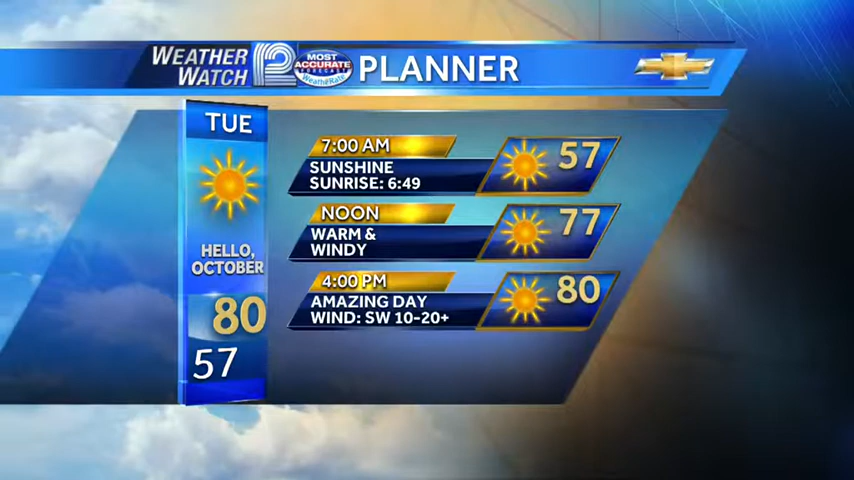 WEATHER
WATCH
12
MOST
ACCURATE
FORECAST
WeatheRate
PLANNER
TUE
HELLO,
OCTOBER
80
57
7:00 AM
SUNSHINE
SUNRISE: 6:49
57
NOON
WARM &
WINDY
77
4:00 PM
AMAZING DAY
WIND: SW 10-20+
80